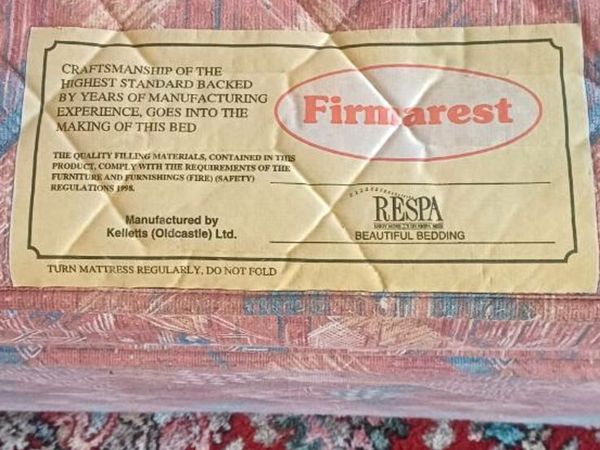 CRAFTSMANSHIP OF THE
HIGHEST STANDARD BACKED
BY YEARS OF MANUFACTURING
EXPERIENCE, GOES INTO THE
MAKING OF THIS BED
Firmarest
THE QUALITY FILLING MATERIALS, CONTAINED IN THIS
PRODUCT, COMPLY WITH THE REQUIREMENTS OF THE
FURNITURE AND FURNISHINGS (FIRE) (SAFETY)
REGULATIONS 1998.
Manufactured by
Kelletts (Oldcastle) Ltd.
RESPA
BEAUTIFUL BEDDING
TURN MATTRESS REGULARLY, DO NOT FOLD